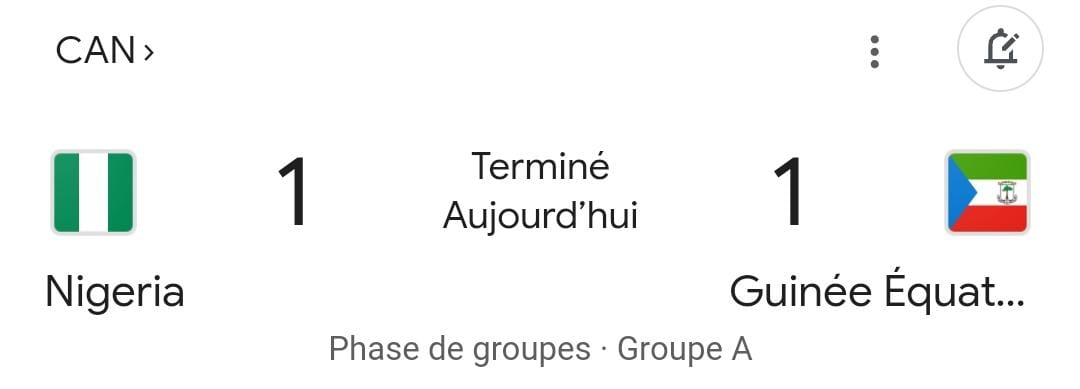 CAN ›
1 Terminé 1
Aujourd’hui
Nigeria Guinée Équat...
Phase de groupes · Groupe A